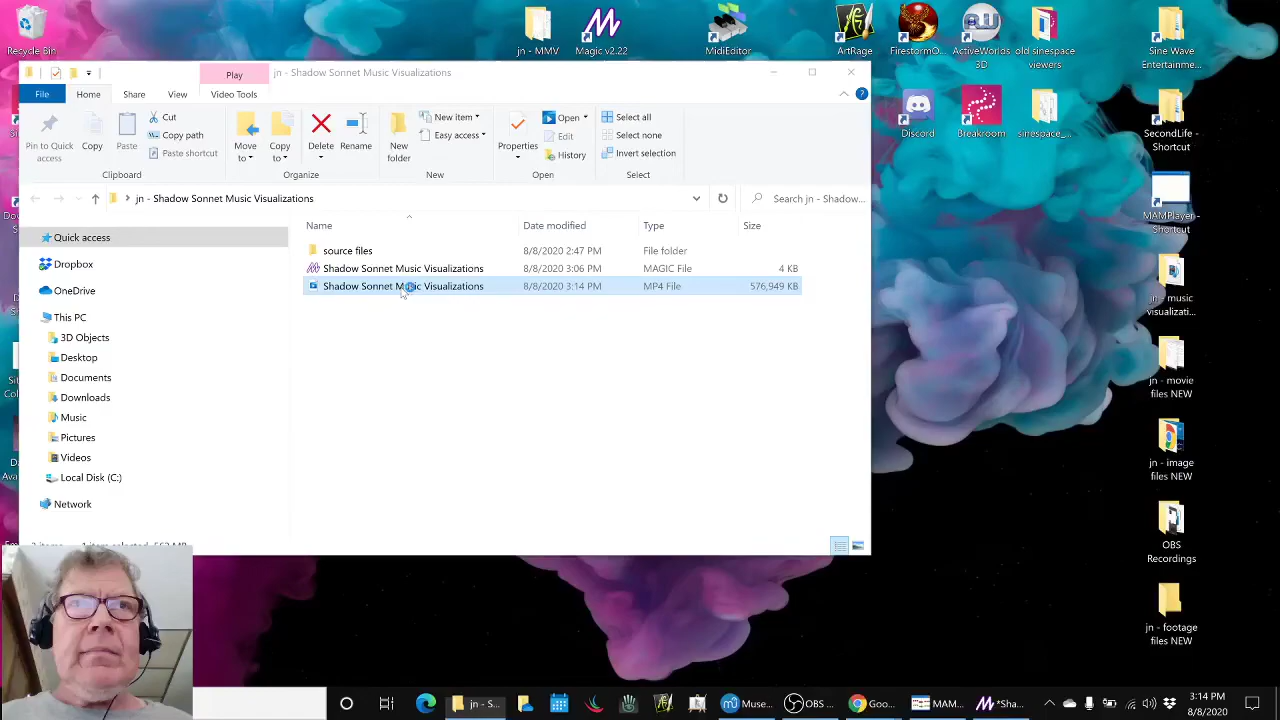 Recycle Bin
jn - MMV
Magic v2.22
MidiEditor
ArtRage
FirestormO...
ActiveWorlds 3D
old sinespace viewers
Sine Wave Entertainme...
Play
jn - Shadow Sonnet Music Visualizations
File
Home
Share
View
Video Tools
Pin to Quick access
Copy
Paste
Cut
Copy path
Paste shortcut
Clipboard
Move to
Copy to
Delete
Rename
Organize
New folder
New item
Easy access
New
Properties
Open
Edit
History
Open
Select all
Select none
Invert selection
Select
Discord
Breakroom
SecondLife - Shortcut
jn - Shadow Sonnet Music Visualizations
Search jn - Shadow...
MAMPlayer - Shortcut
Name
Date modified
Type
Size
Quick access
source files
8/8/2020 2:47 PM
File folder
Dropbox
Shadow Sonnet Music Visualizations
8/8/2020 3:06 PM
MAGIC File
4 KB
OneDrive
Shadow Sonnet Music Visualizations
8/8/2020 3:14 PM
MP4 File
576,949 KB
This PC
3D Objects
Desktop
Documents
Downloads
Music
Pictures
Videos
Local Disk (C:)
Network
jn - music visualizati...
jn - movie files NEW
jn - image files NEW
OBS Recordings
jn - footage files NEW
jn - S...
Muse...
OBS ...
Goo...
MAM...
*Sha...
3:14 PM
8/8/2020